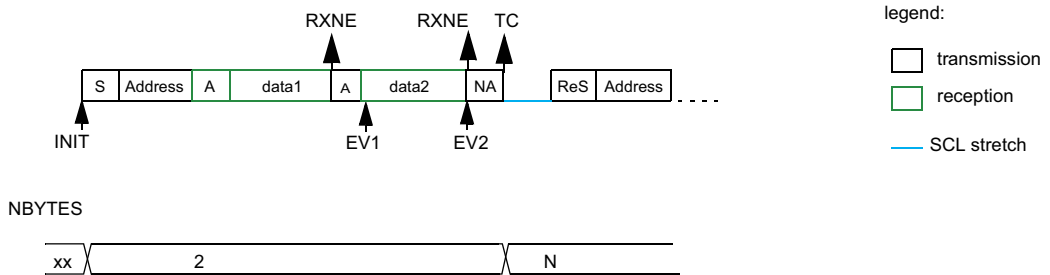 RXNE RXNE TC
S Address A data1 A data2 NA ReS Address
INIT EV1 EV2
legend:
transmission
reception
SCL stretch
NBYTES
xx 2 N